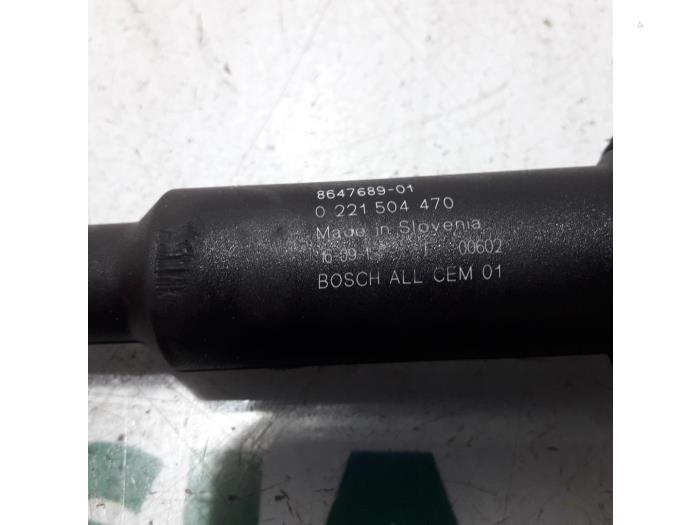 8647689-01
0 221 504 470
Made in Slovenia
00602
BOSCH ALL CEM 01